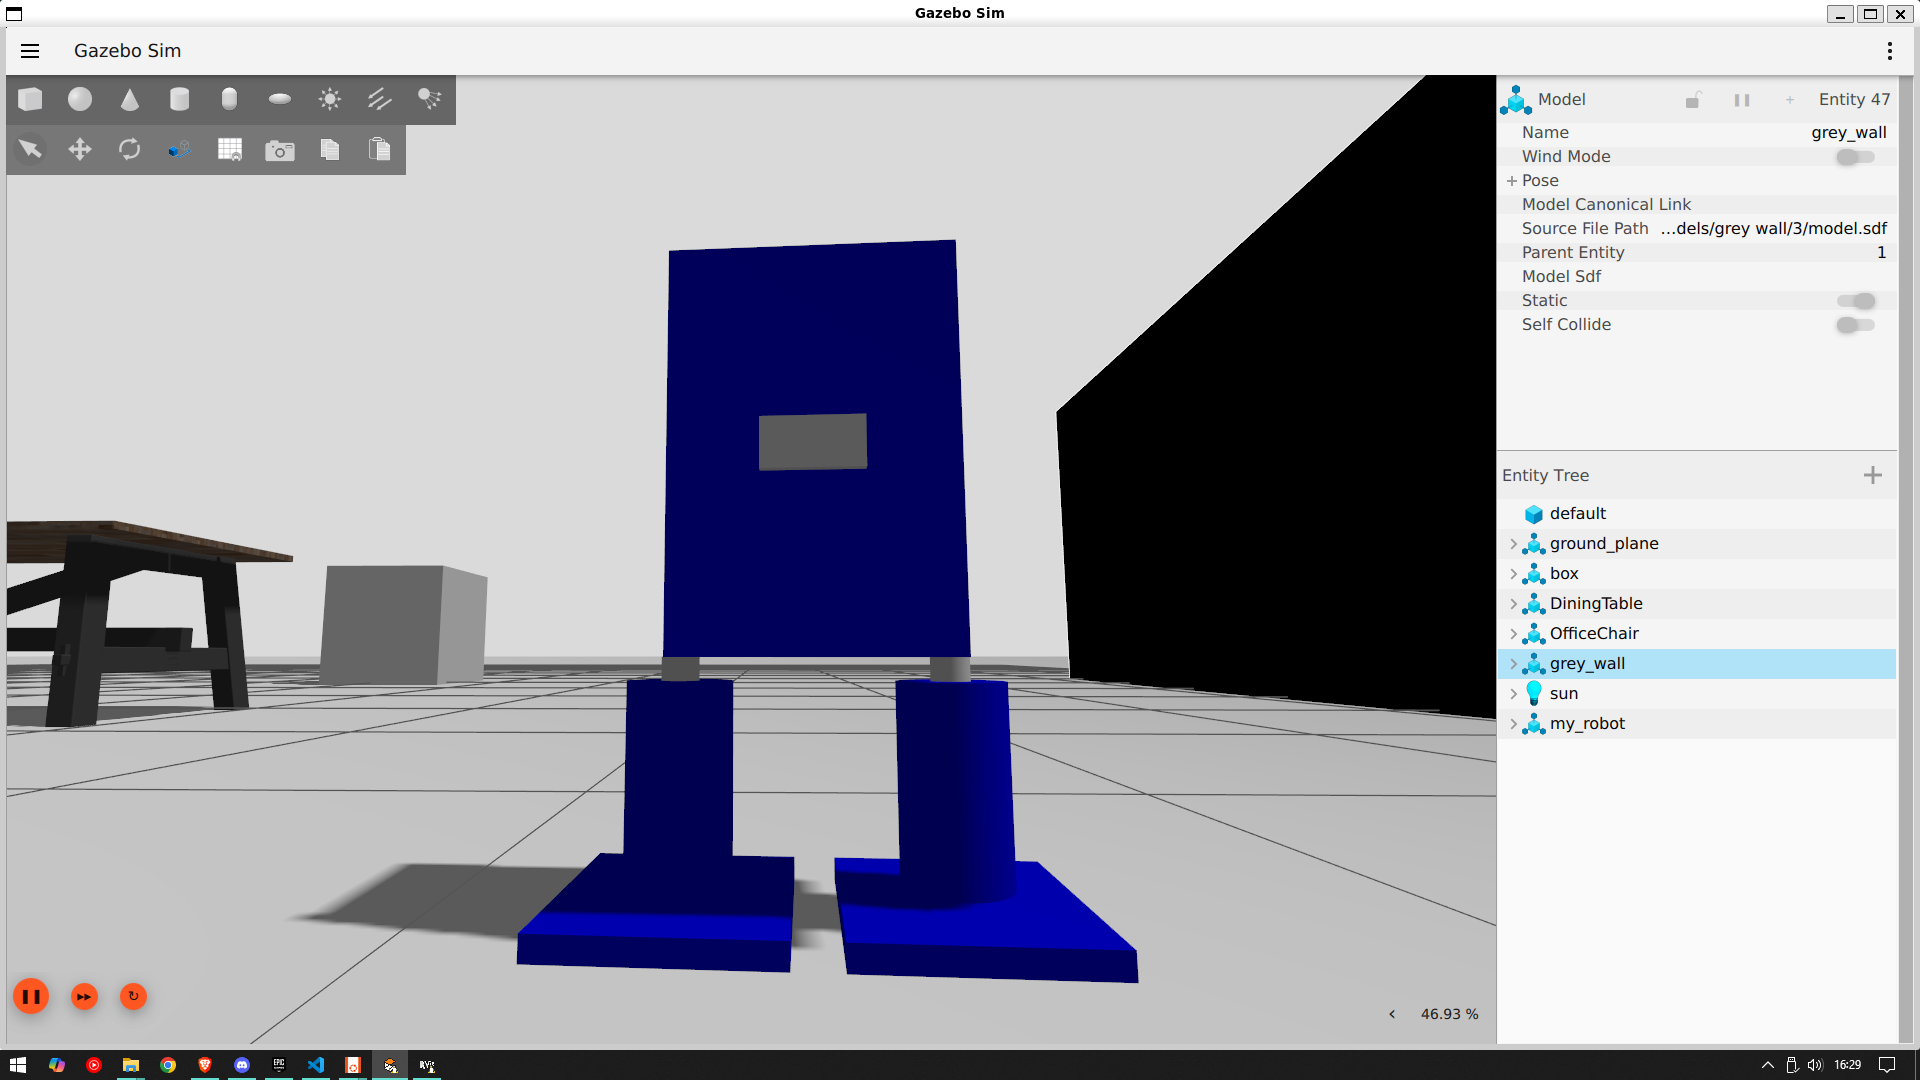 Gazebo Sim
Gazebo Sim
Model
Entity 47
Name
grey_wall
Wind Mode
Pose
Model Canonical Link
Source File Path
...dels/grey wall/3/model.sdf
Parent Entity
1
Model Sdf
Static
Self Collide
Entity Tree
default
ground_plane
box
DiningTable
OfficeChair
grey_wall
sun
my_robot
46.93 %
EPIC
RViz
16:29